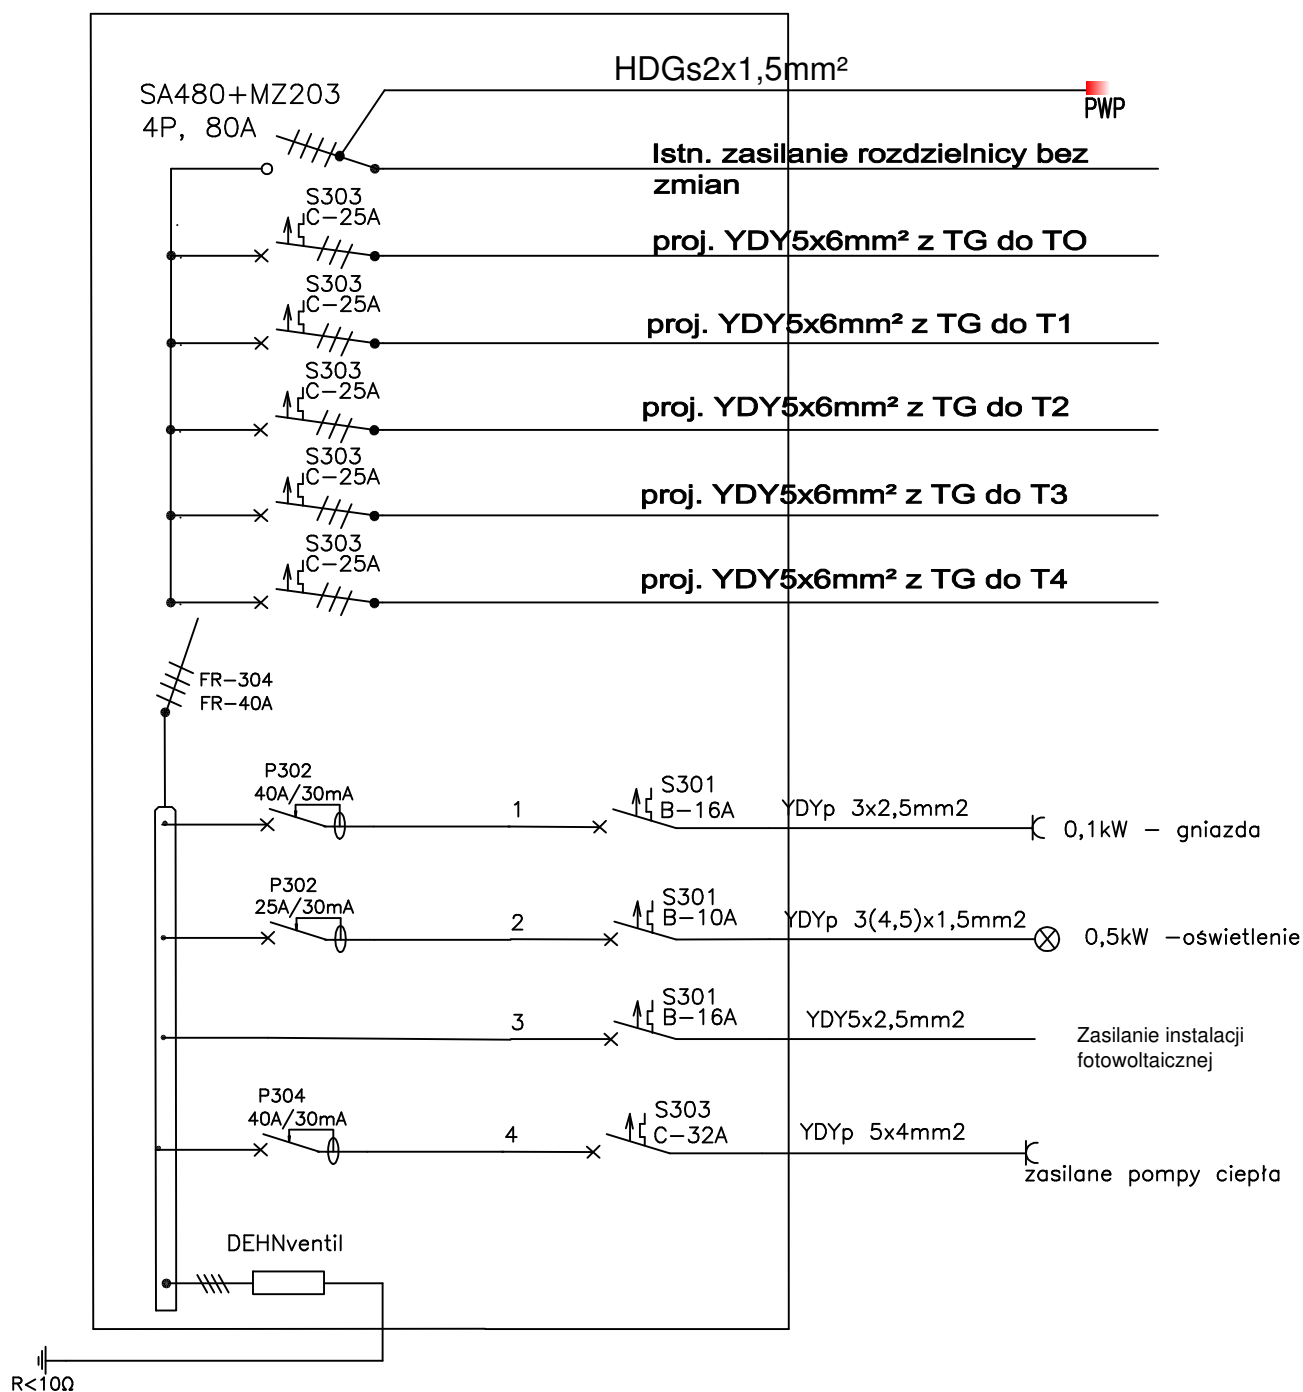 HDGs2x1,5mm²
SA480+MZ203
4P, 80A
PWP
Istn. zasilanie rozdzielnicy bez
zmian
S303
C-25A
proj. YDY5x6mm² z TG do TO
S303
C-25A
proj. YDY5x6mm² z TG do T1
S303
C-25A
proj. YDY5x6mm² z TG do T2
S303
C-25A
proj. YDY5x6mm² z TG do T3
S303
C-25A
proj. YDY5x6mm² z TG do T4
FR-304
FR-40A
P302
40A/30mA
1
S301
B-16A
YDYp 3x2,5mm2
0,1kW - gniazda
P302
25A/30mA
2
S301
B-10A
YDYp 3(4,5)x1,5mm2
0,5kW -oświetlenie
3
S301
B-16A
YDY5x2,5mm2
Zasilanie instalacji
fotowoltaicznej
P304
40A/30mA
4
S303
C-32A
YDYp 5x4mm2
zasilane pompy ciepła
DEHNventil
R<10Ω